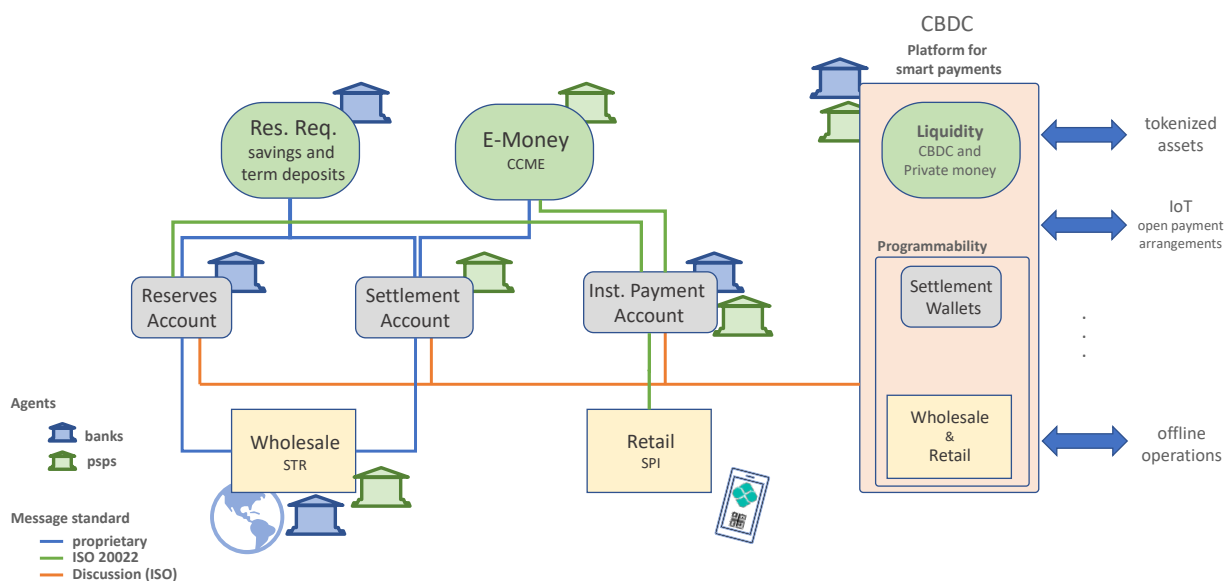 CBDC
Platform for
smart payments
Res. Req.
savings and
term deposits
E-Money
CCME
Liquidity
CBDC and
Private money
tokenized
assets
IoT
open payment
arrangements
Programmability
Reserves
Account
Settlement
Account
Inst. Payment
Account
Settlement
Wallets
.
.
.
Agents
banks
psps
Wholesale
STR
Retail
SPI
Wholesale
&
Retail
offline
operations
Message standard
proprietary
ISO 20022
Discussion (ISO)